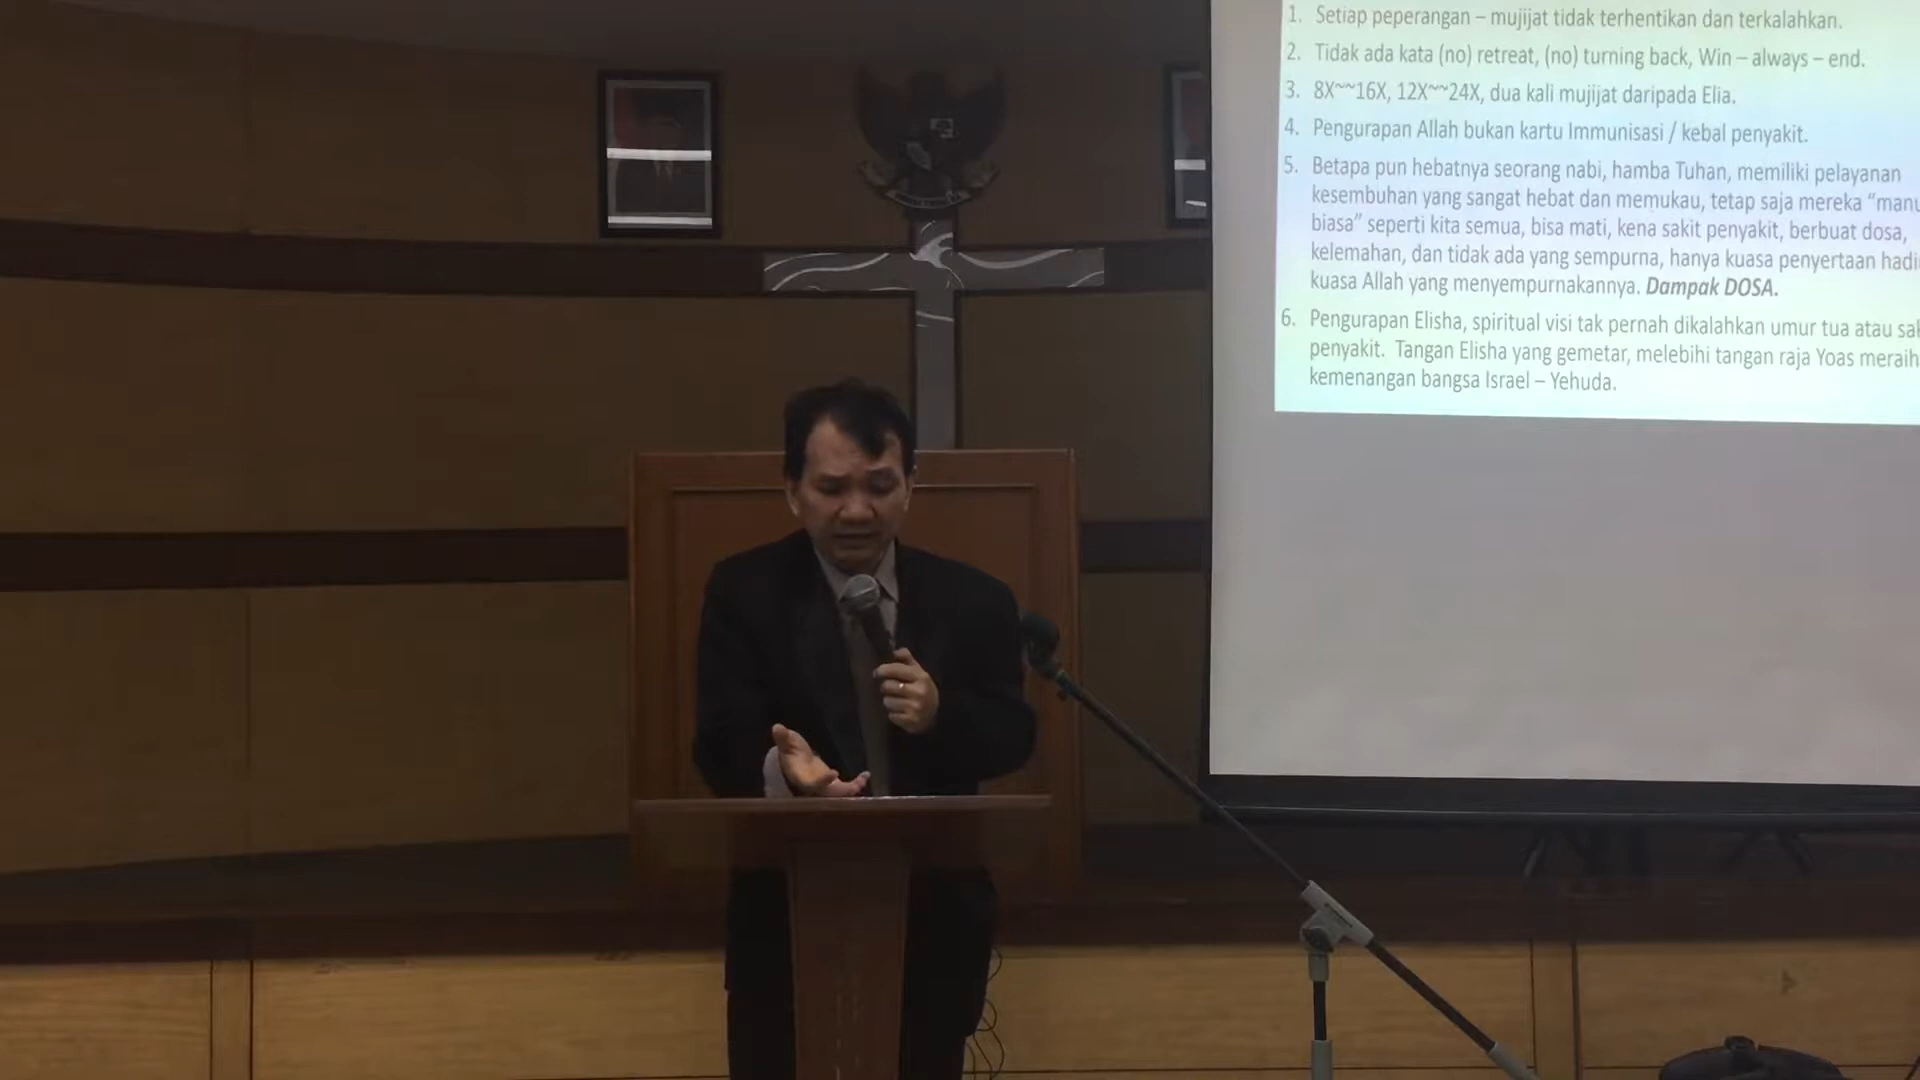 1. Setiap peperangan – mujijat tidak terhentikan dan terkalahkan.
2. Tidak ada kata (no) retreat, (no) turning back, Win – always – end.
3. 8X~~16X, 12X~~24X, dua kali mujijat daripada Elia.
4. Pengurapan Allah bukan kartu Immunisasi / kebal penyakit.
5. Betapa pun hebatnya seorang nabi, hamba Tuhan, memiliki pelayanan
kesembuhan yang sangat hebat dan memukau, tetap saja mereka “manu
biasa” seperti kita semua, bisa mati, kena sakit penyakit, berbuat dosa,
kelemahan, dan tidak ada yang sempurna, hanya kuasa penyertaan hadi
kuasa Allah yang menyempurnakannya. Dampak DOSA.
6. Pengurapan Elisha, spiritual visi tak pernah dikalahkan umur tua atau sak
penyakit. Tangan Elisha yang gemetar, melebihi tangan raja Yoas meraih
kemenangan bangsa Israel – Yehuda.